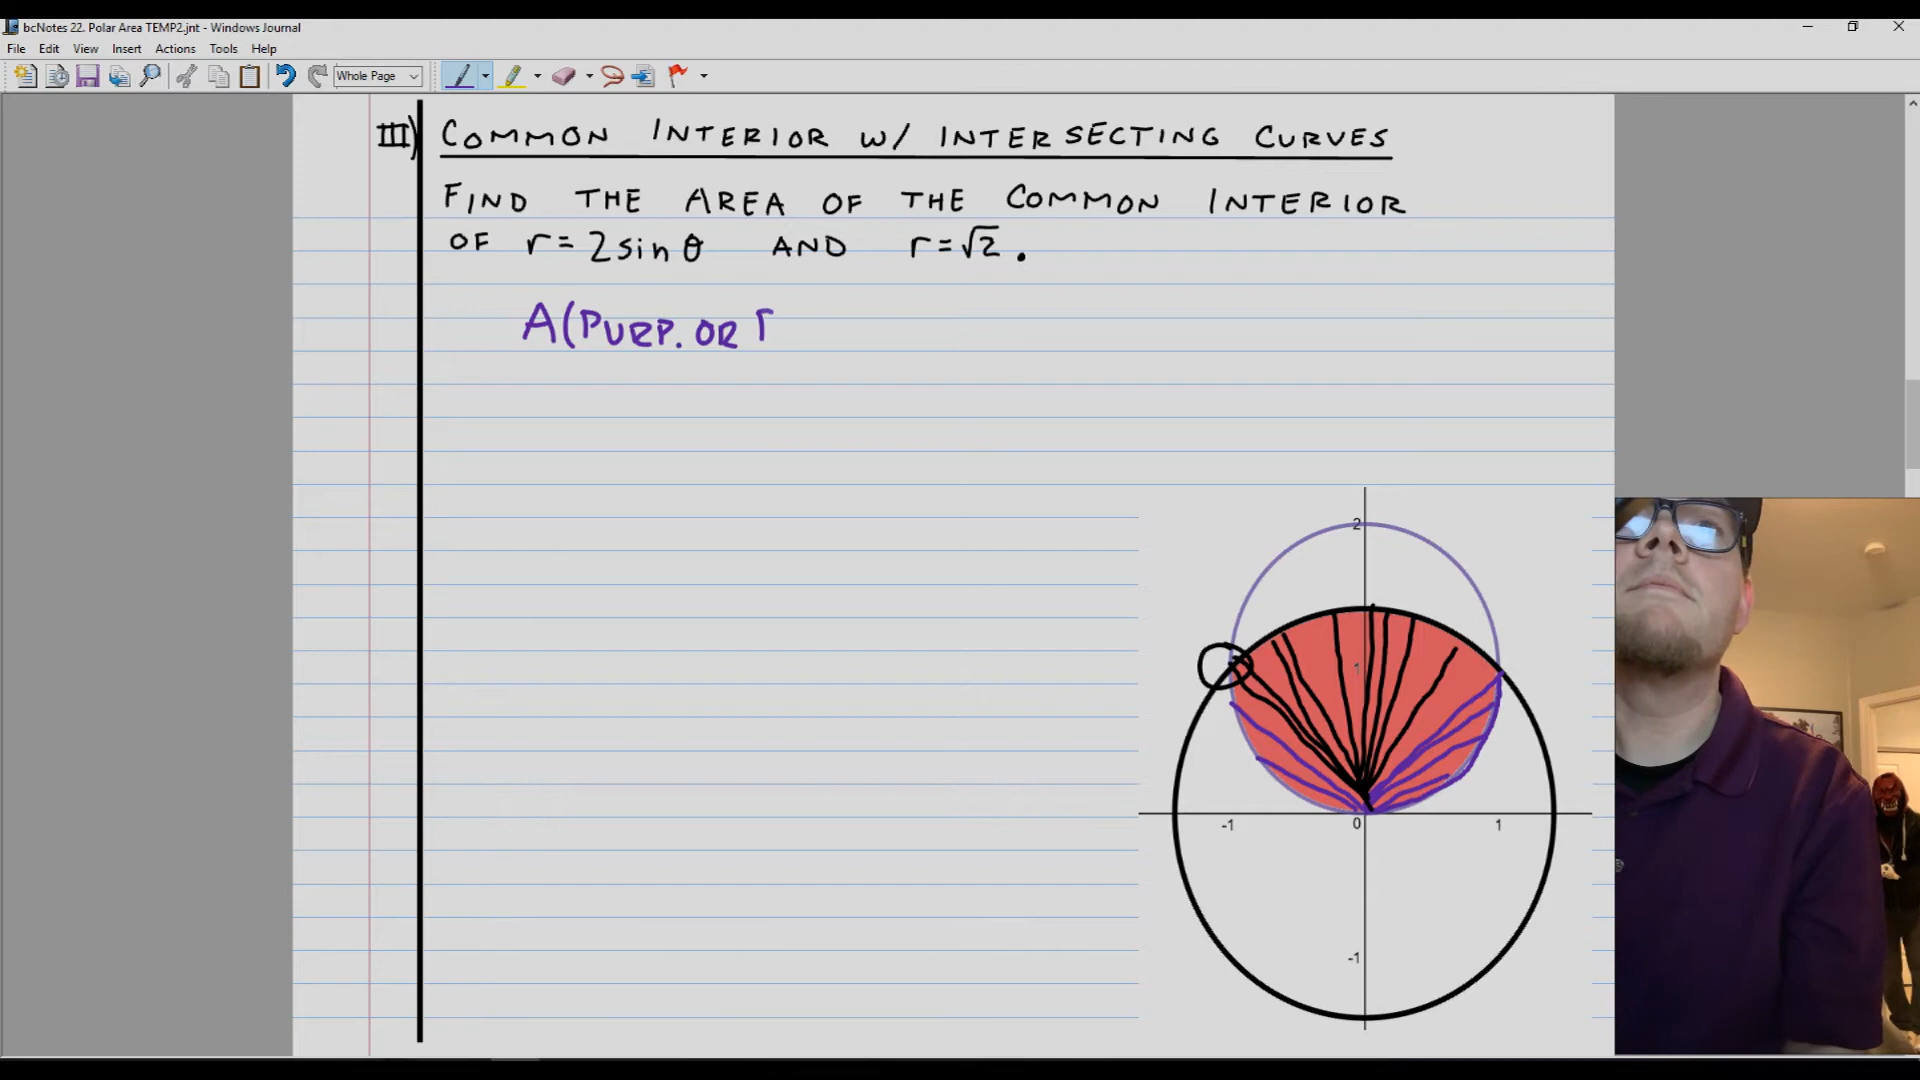 bcNotes 22. Polar Area TEMP2.jnt - Windows Journal
File Edit View Insert Actions Tools Help
Whole Page
III) COMMON INTERIOR W/ INTERSECTING CURVES
FIND THE AREA OF THE COMMON INTERIOR
OF r = 2 sin θ AND r = √2 .
A(PURP. OR
2
1
-1 0 1
-1